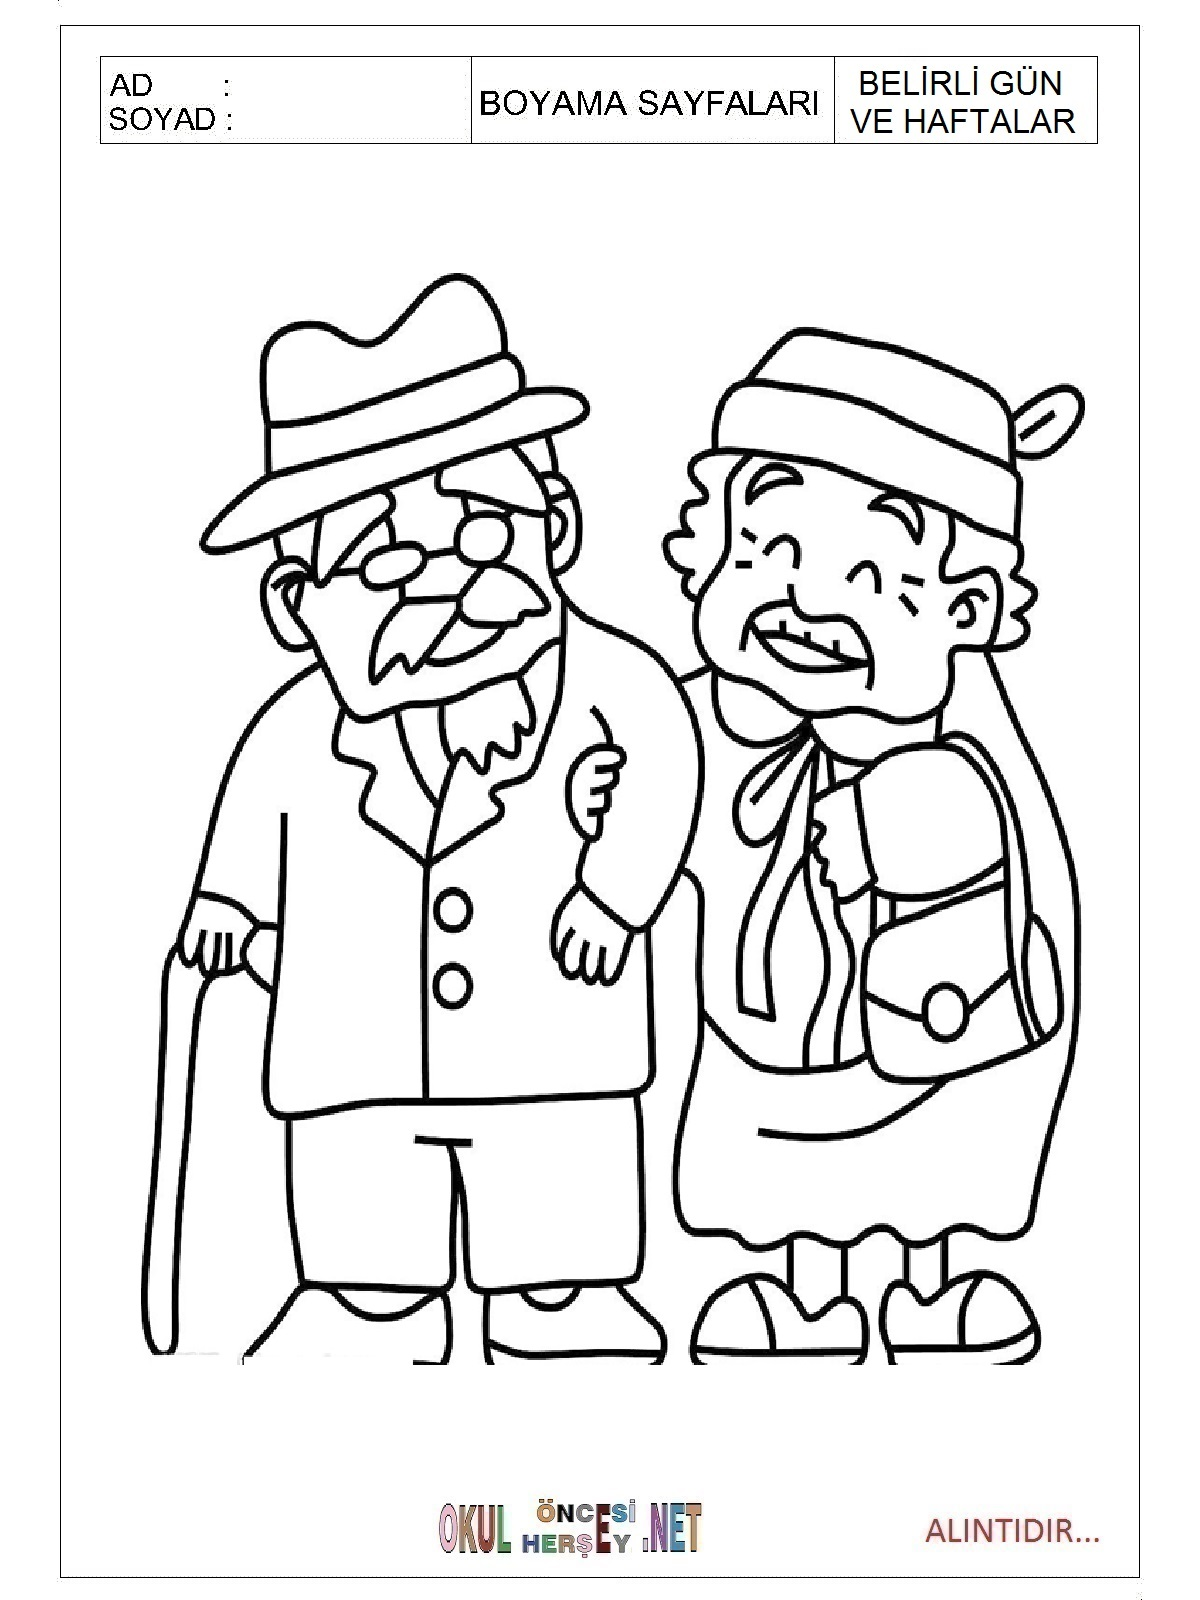 AD :
SOYAD :
BOYAMA SAYFALARI
BELİRLİ GÜN
VE HAFTALAR
OKUL ÖNCESİ HERŞEY .NET
ALINTIDIR...